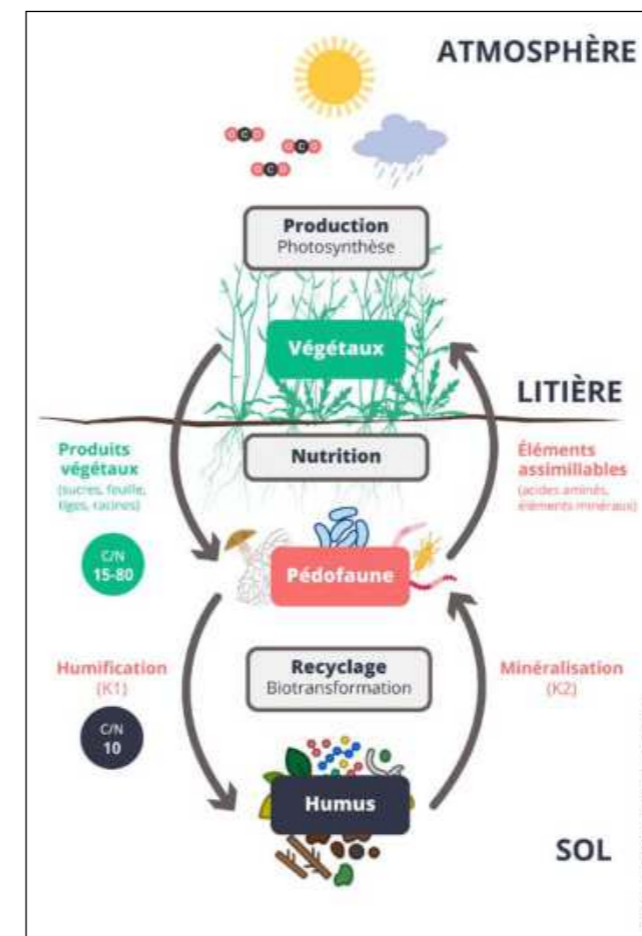 ATMOSPHÈRE
O C O
O C O
O C O
Production
Photosynthèse
Végétaux
LITIÈRE
Produits
végétaux
(sucres, feuille,
tiges, racines)
Nutrition
Éléments
assimillables
(acides aminés,
éléments minéraux)
C/N
15-80
Pédofaune
Humification
(K1)
Recyclage
Biotransformation
Minéralisation
(K2)
C/N
10
Humus
SOL